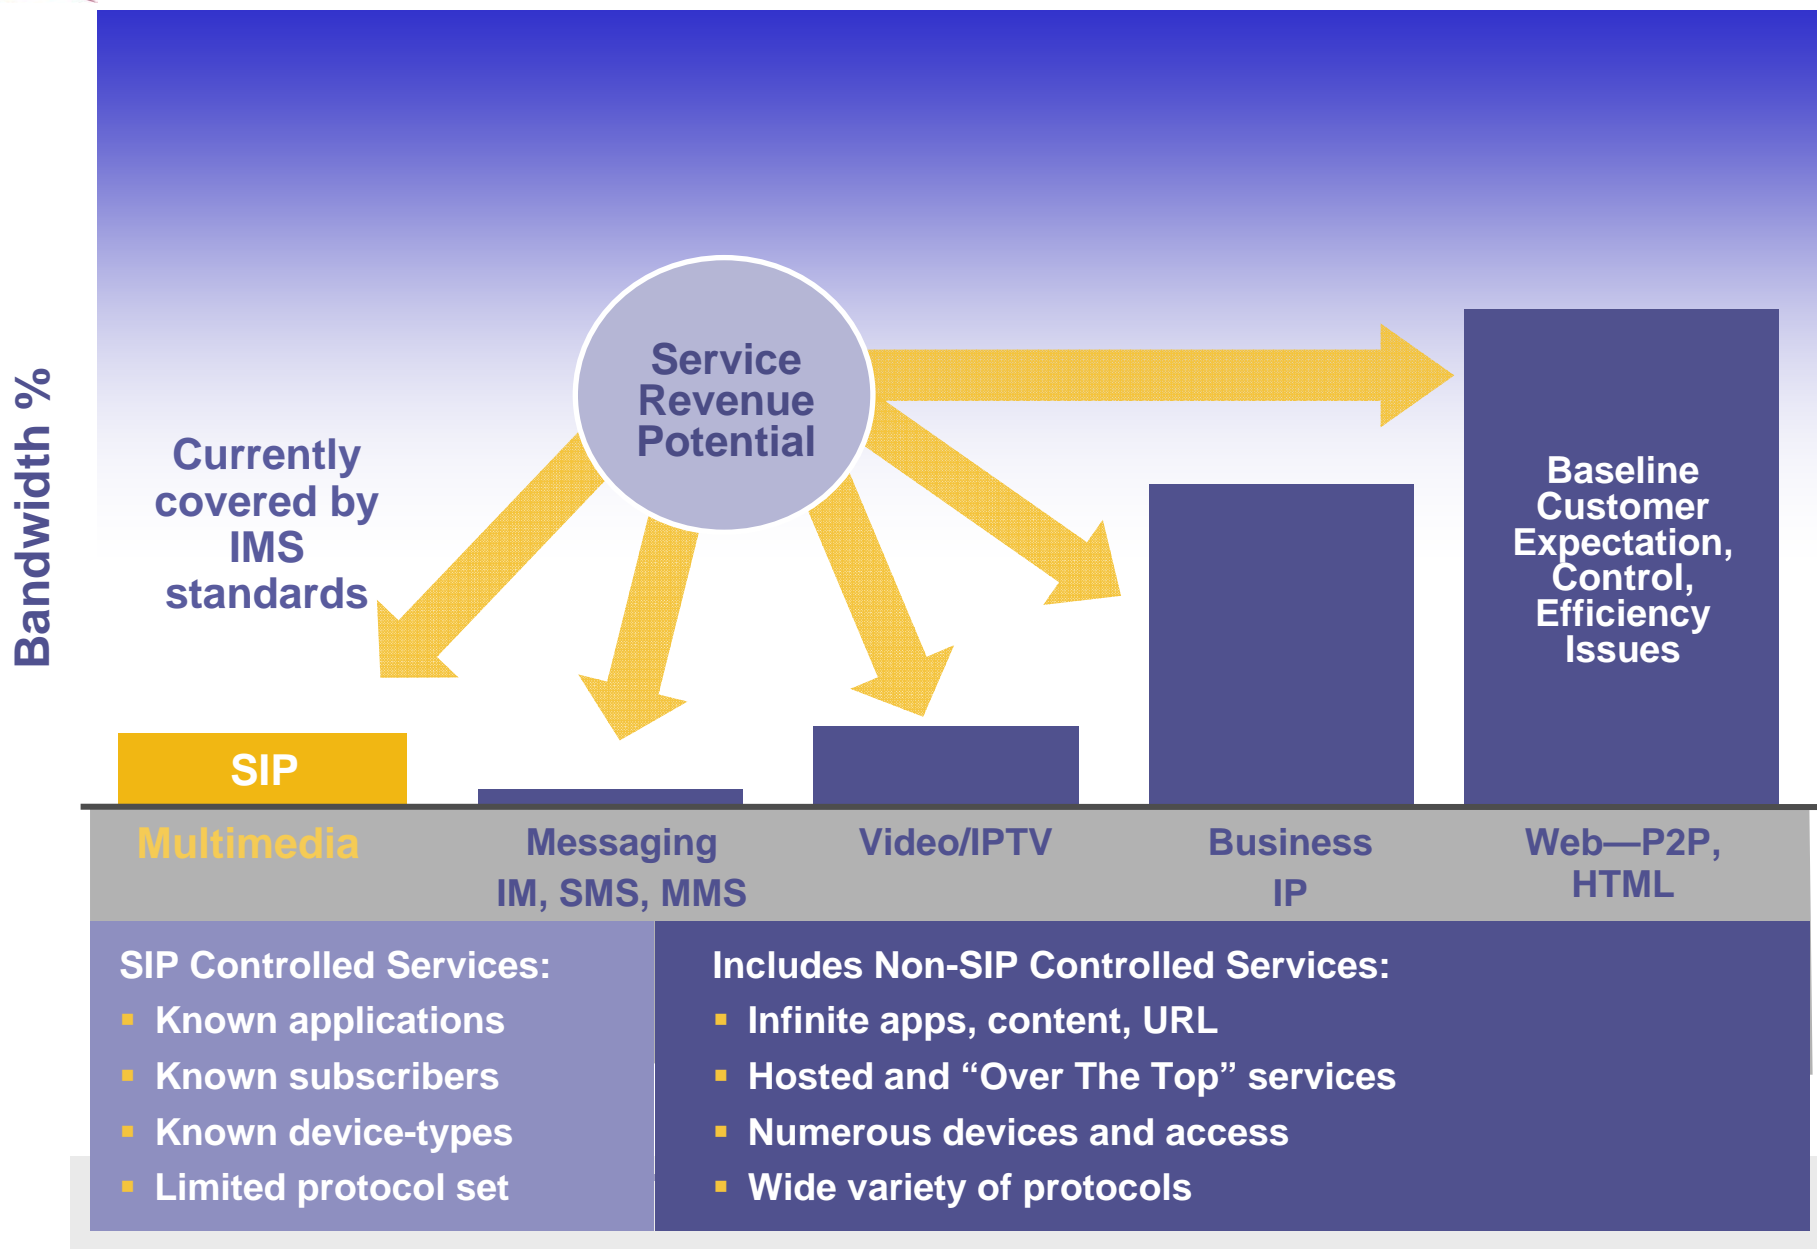 Bandwidth %
Service
Revenue
Potential
Currently
covered by
IMS
standards
Baseline
Customer
Expectation,
Control,
Efficiency
Issues
SIP
Multimedia
Messaging
IM, SMS, MMS
Video/IPTV
Business
IP
Web—P2P,
HTML
SIP Controlled Services:
▪ Known applications
▪ Known subscribers
▪ Known device-types
▪ Limited protocol set
Includes Non-SIP Controlled Services:
▪ Infinite apps, content, URL
▪ Hosted and “Over The Top” services
▪ Numerous devices and access
▪ Wide variety of protocols